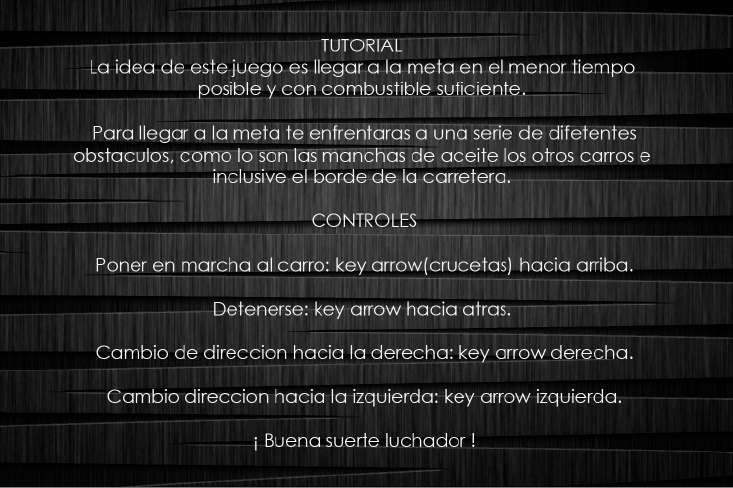 TUTORIAL
La idea de este juego es llegar a la meta en el menor tiempo
posible y con combustible suficiente.
Para llegar a la meta te enfrentaras a una serie de difetentes
obstaculos, como lo son las manchas de aceite los otros carros e
inclusive el borde de la carretera.
CONTROLES
Poner en marcha al carro: key arrow(crucetas) hacia arriba.
Detenerse: key arrow hacia atras.
Cambio de direccion hacia la derecha: key arrow derecha.
Cambio direccion hacia la izquierda: key arrow izquierda.
¡ Buena suerte luchador !